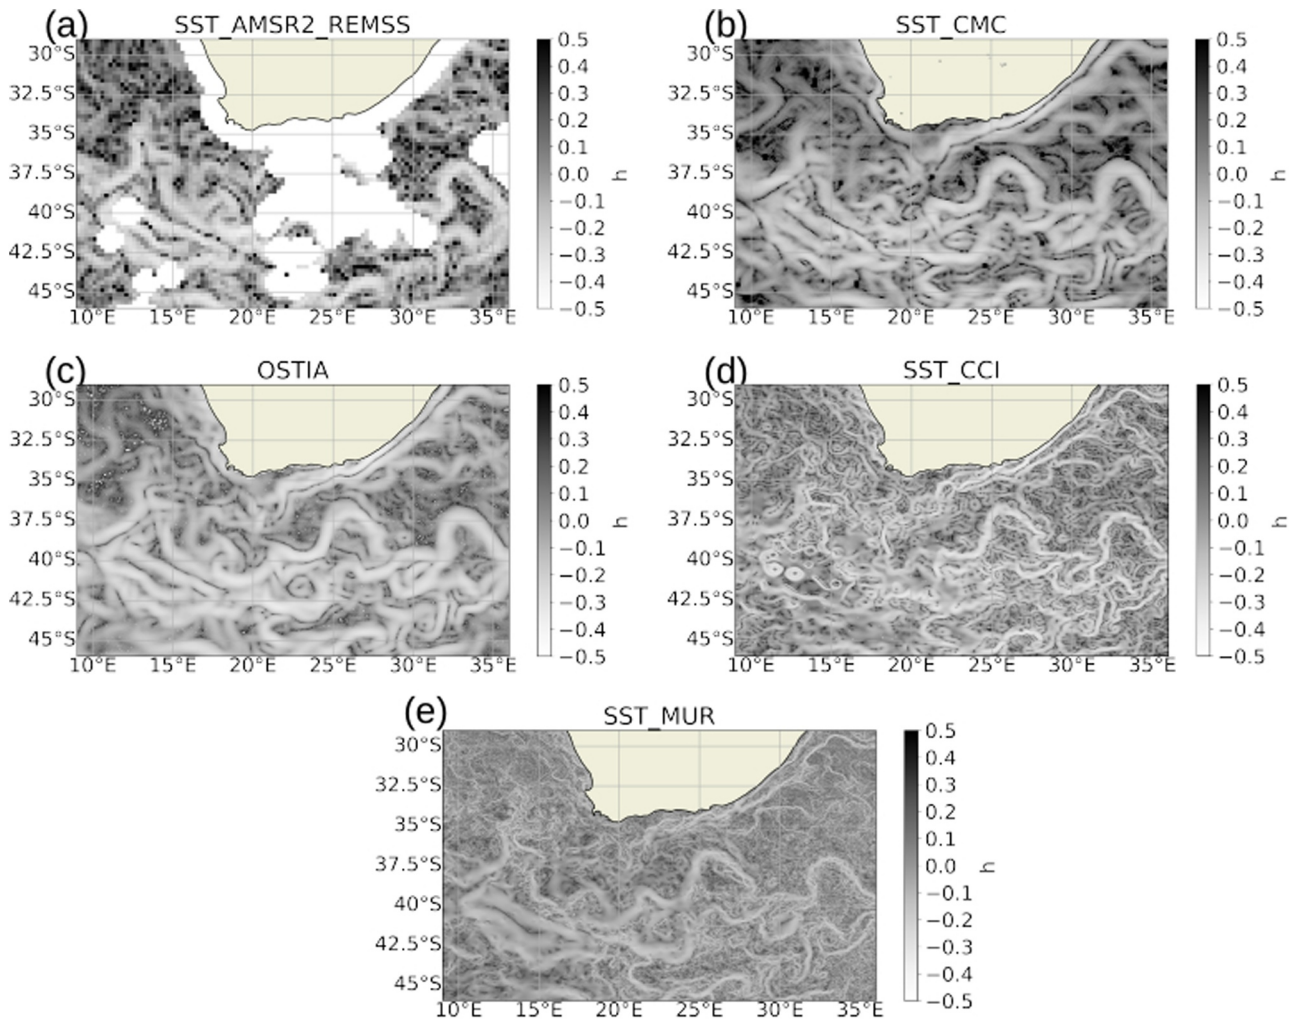 (a) SST_AMSR2_REMSS
30°S
32.5°S
35°S
37.5°S
40°S
42.5°S
45°S
10°E 15°E 20°E 25°E 30°E 35°E
0.5
0.4
0.3
0.2
0.1
0.0
−0.1
−0.2
−0.3
−0.4
−0.5
h
(b) SST_CMC
30°S
32.5°S
35°S
37.5°S
40°S
42.5°S
45°S
10°E 15°E 20°E 25°E 30°E 35°E
0.5
0.4
0.3
0.2
0.1
0.0
−0.1
−0.2
−0.3
−0.4
−0.5
h
(c) OSTIA
30°S
32.5°S
35°S
37.5°S
40°S
42.5°S
45°S
10°E 15°E 20°E 25°E 30°E 35°E
0.5
0.4
0.3
0.2
0.1
0.0
−0.1
−0.2
−0.3
−0.4
−0.5
h
(d) SST_CCI
30°S
32.5°S
35°S
37.5°S
40°S
42.5°S
45°S
10°E 15°E 20°E 25°E 30°E 35°E
0.5
0.4
0.3
0.2
0.1
0.0
−0.1
−0.2
−0.3
−0.4
−0.5
h
(e) SST_MUR
30°S
32.5°S
35°S
37.5°S
40°S
42.5°S
45°S
10°E 15°E 20°E 25°E 30°E 35°E
0.5
0.4
0.3
0.2
0.1
0.0
−0.1
−0.2
−0.3
−0.4
−0.5
h